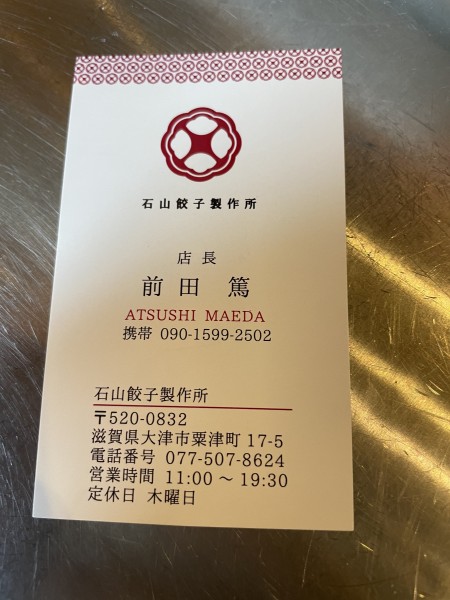 石山餃子製作所
店長
前田 篤
ATSUSHI MAEDA
携帯 090-1599-2502
石山餃子製作所
〒520-0832
滋賀県大津市粟津町 17-5
電話番号 077-507-8624
営業時間 11:00 ～ 19:30
定休日 木曜日